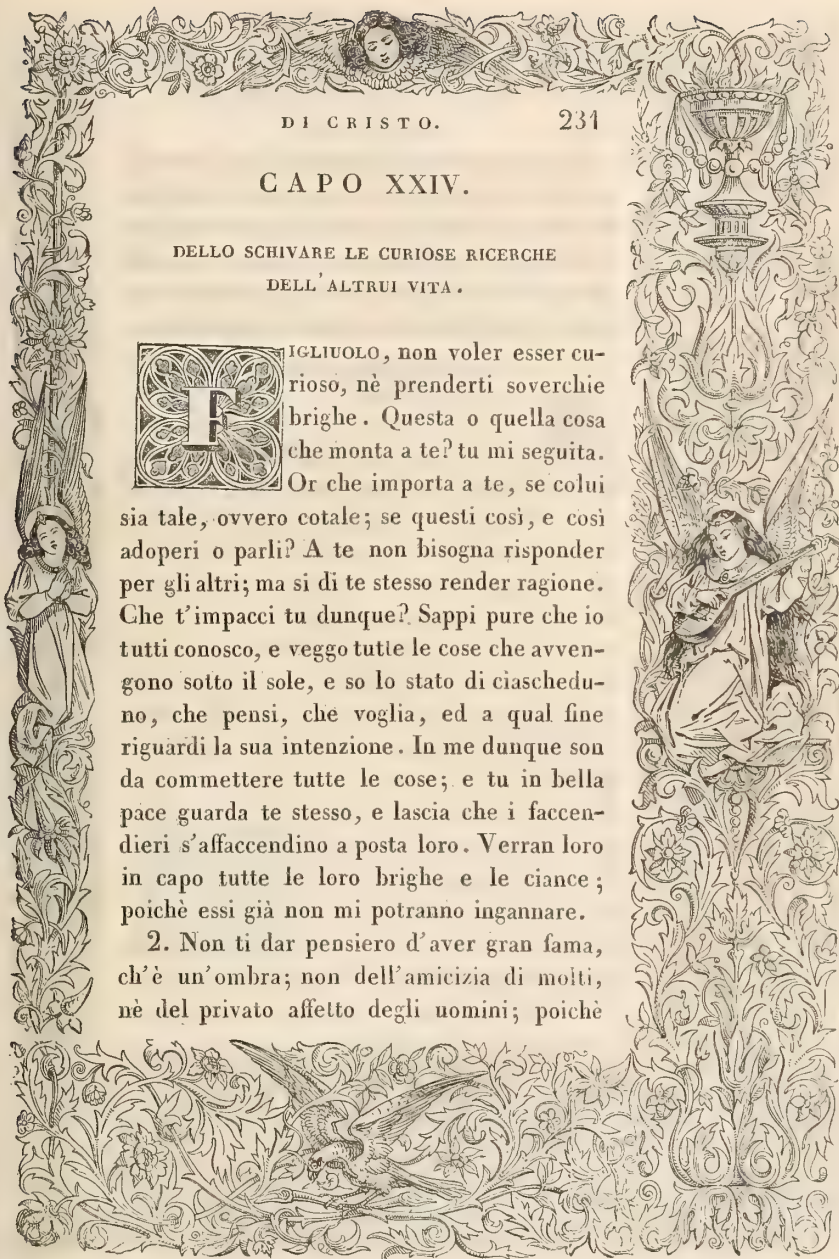 DI CRISTO. 231
CAPO XXIV.
DELLO SCHIVARE LE CURIOSE RICERCHE
DELL'ALTRUI VITA.
FIGLIUOLO, non voler esser cu-
rioso, nè prenderti soverchie
brighe. Questa o quella cosa
che monta a te? tu mi seguita.
Or che importa a te, se colui
sia tale, ovvero cotale; se questi così, e così
adoperi o parli? A te non bisogna risponder
per gli altri; ma si di te stesso render ragione.
Che t'impacci tu dunque? Sappi pure che io
tutti conosco, e veggo tutte le cose che avven-
gono sotto il sole, e so lo stato di ciaschedu-
no, che pensi, che voglia, ed a qual fine
riguardi la sua intenzione. In me dunque son
da commettere tutte le cose; e tu in bella
pace guarda te stesso, e lascia che i faccen-
dieri s'affaccendino a posta loro. Verran loro
in capo tutte le loro brighe e le ciance;
poichè essi già non mi potranno ingannare.
2. Non ti dar pensiero d'aver gran fama,
ch'è un'ombra; non dell'amicizia di molti,
nè del privato affetto degli uomini; poichè